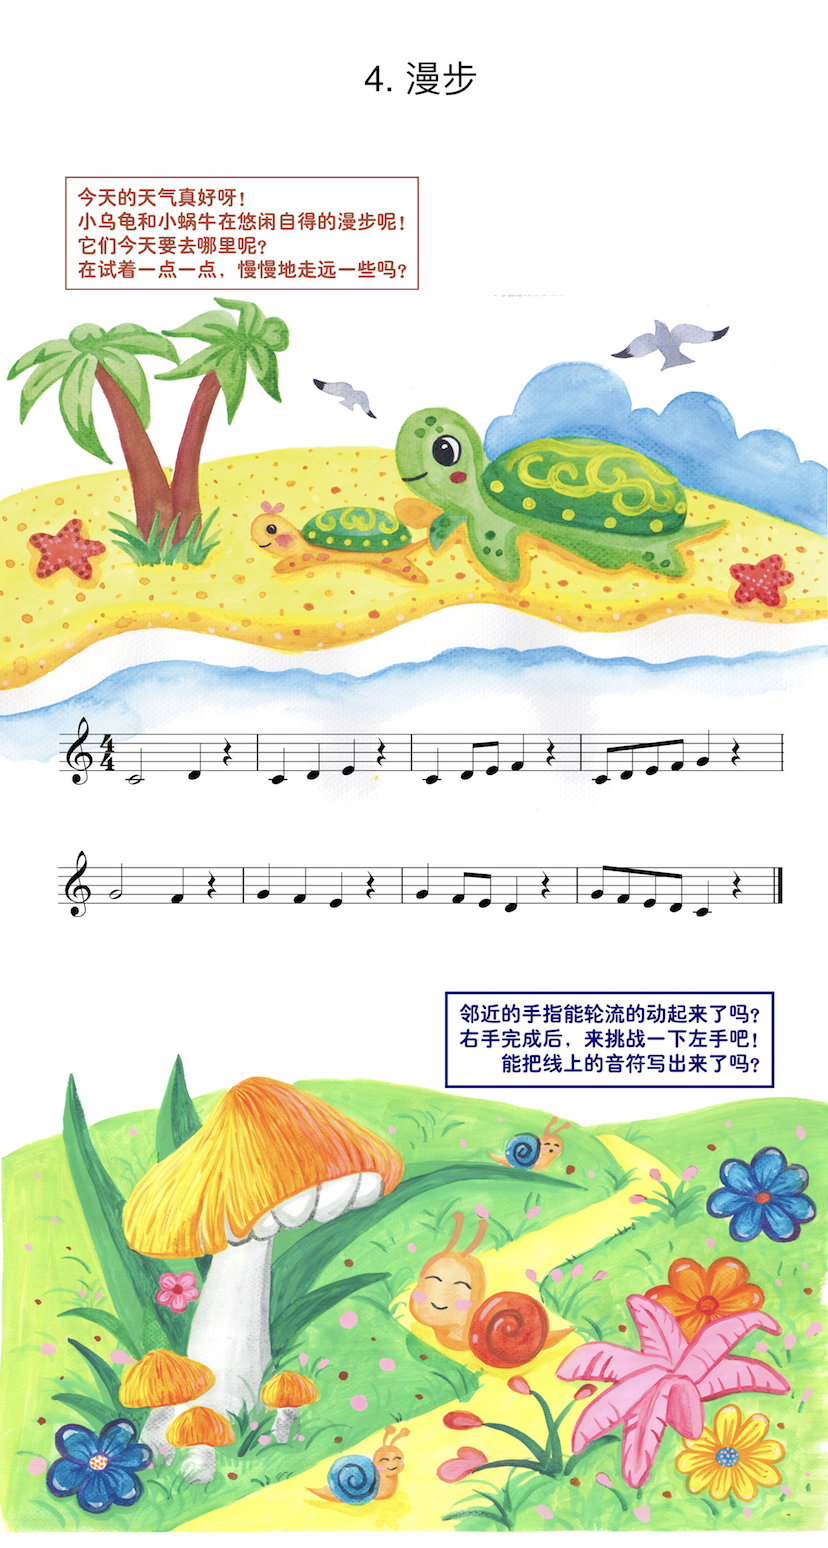 4. 漫步
今天的天气真好呀！
小乌龟和小蜗牛在悠闲自得的漫步呢！
它们今天要去哪里呢？
在试着一点一点，慢慢地走远一些吗？
4
4
邻近的手指能轮流的动起来了吗？
右手完成后，来挑战一下左手吧！
能把线上的音符写出来了吗？